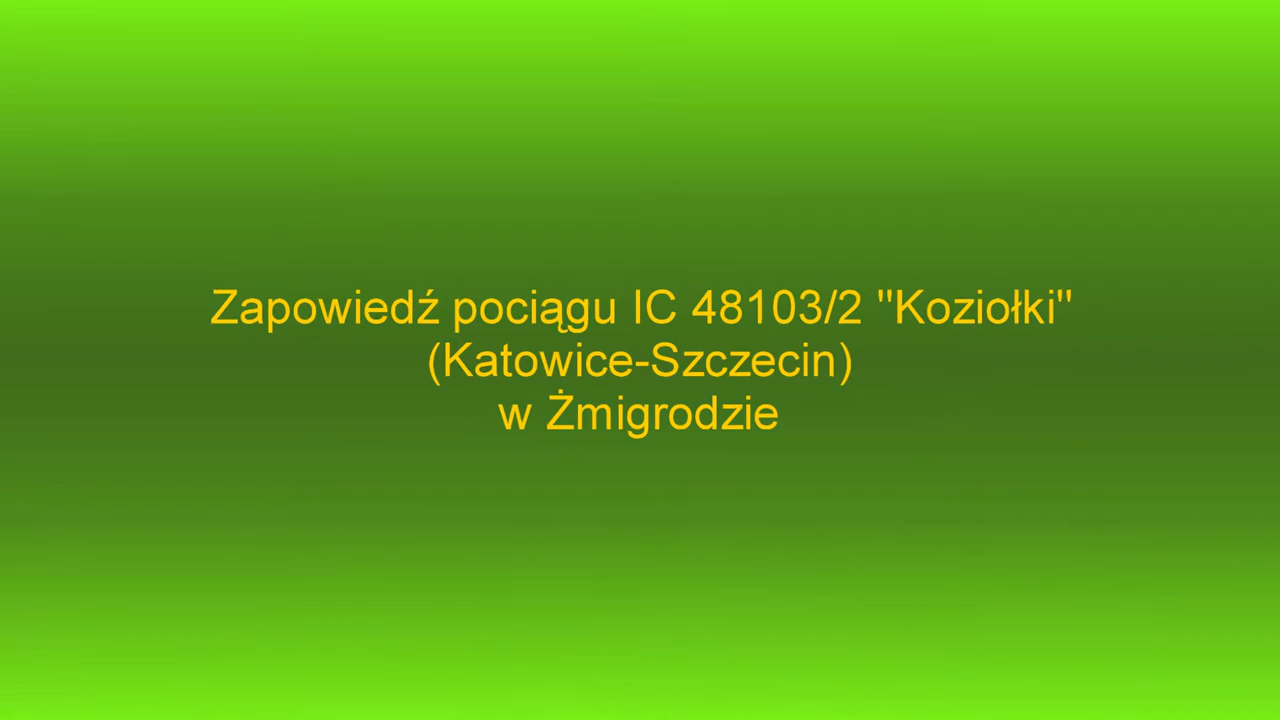 Zapowiedź pociągu IC 48103/2 "Koziołki"
(Katowice-Szczecin)
w Żmigrodzie